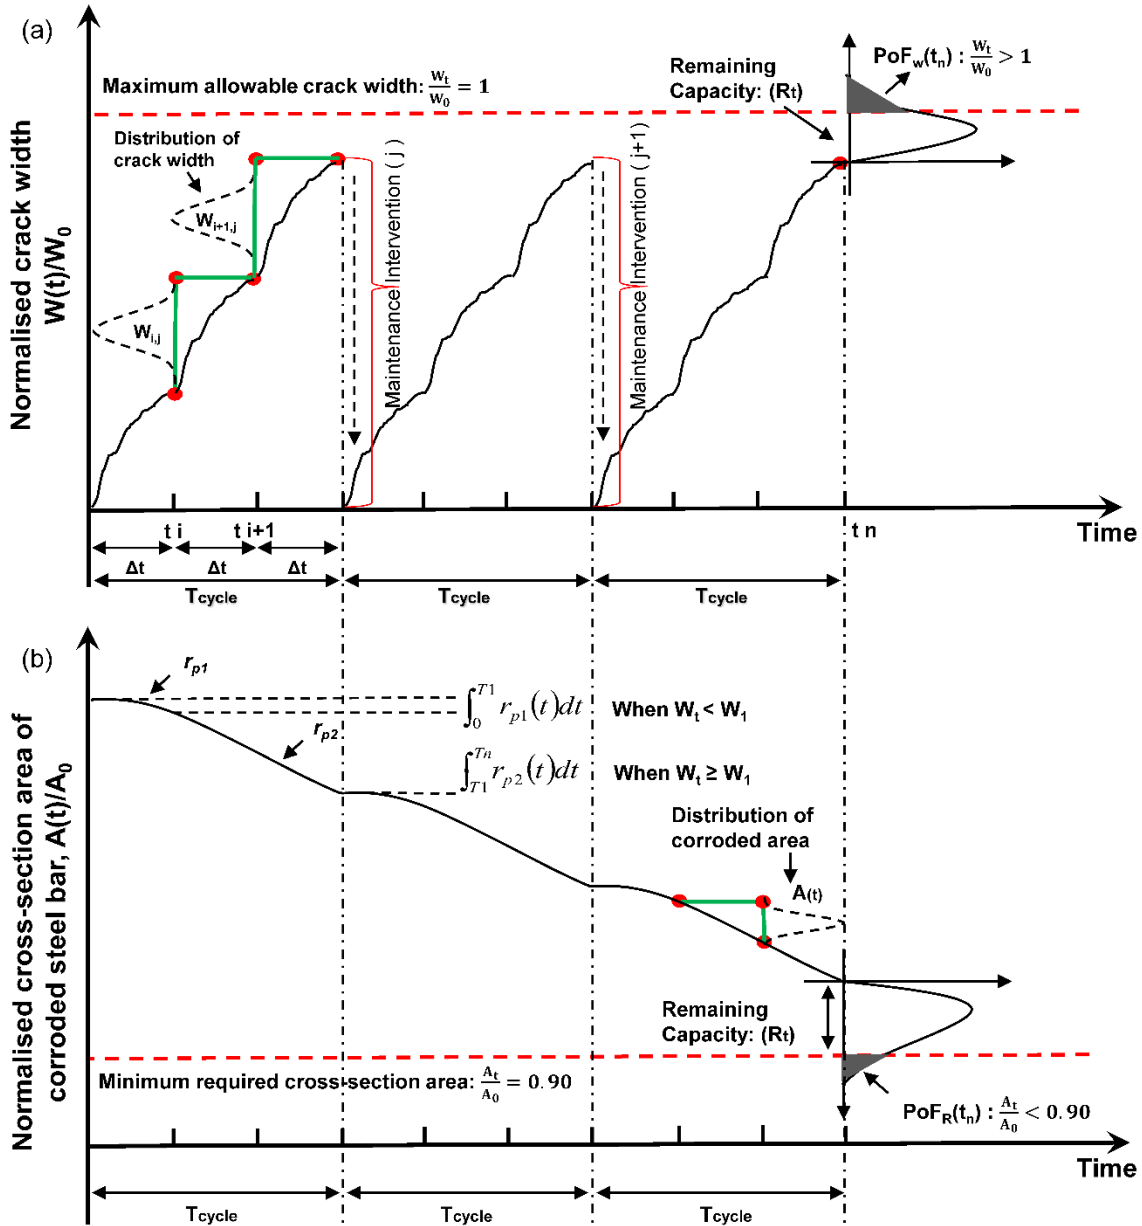 (a)
Normalised crack width
W(t)/W₀
Maximum allowable crack width: Wt/W0 = 1
Distribution of
crack width
Wi+1,j
Wi,j
Maintenance Intervention ( j )
Maintenance Intervention ( j+1)
Remaining
Capacity: (Rt)
PoFw(tn) : Wt/W0 > 1
t i
t i+1
t n
Time
Δt
Δt
Δt
Tcycle
Tcycle
Tcycle
(b)
Normalised cross-section area of
corroded steel bar, A(t)/A₀
rp1
rp2
∫₀^T1 rp1(t)dt When Wt < W1
∫T1^Tn rp2(t)dt When Wt ≥ W1
Distribution of
corroded area
A(t)
Remaining
Capacity: (Rt)
Minimum required cross-section area: At/A0 = 0.90
PoFR(tn) : At/A0 < 0.90
Time
Tcycle
Tcycle
Tcycle